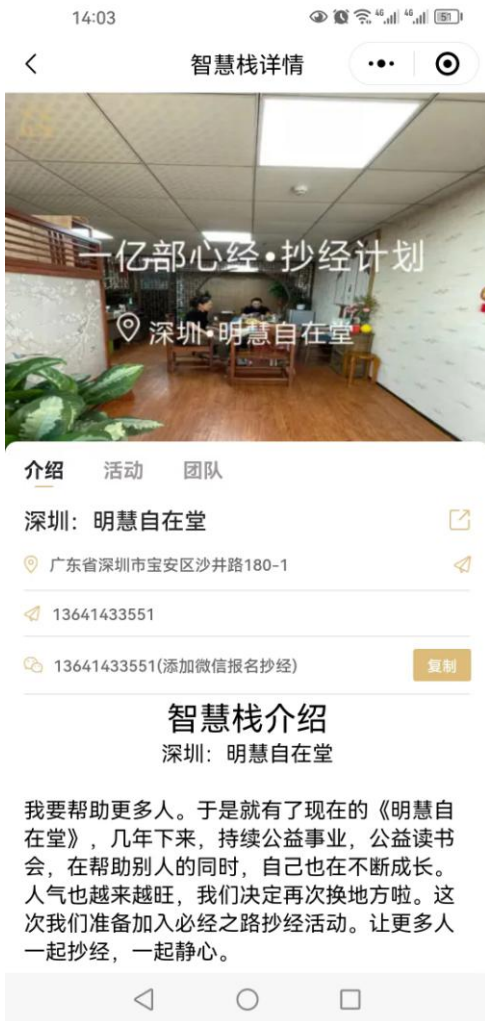 14:03
4G 4G 51
智慧栈详情
一亿部心经•抄经计划
深圳•明慧自在堂
介绍 活动 团队
深圳：明慧自在堂
广东省深圳市宝安区沙井路180-1
13641433551
13641433551(添加微信报名抄经) 复制
智慧栈介绍
深圳：明慧自在堂
我要帮助更多人。于是就有了现在的《明慧自
在堂》，几年下来，持续公益事业，公益读书
会，在帮助别人的同时，自己也在不断成长。
人气也越来越旺，我们决定再次换地方啦。这
次我们准备加入必经之路抄经活动。让更多人
一起抄经，一起静心。